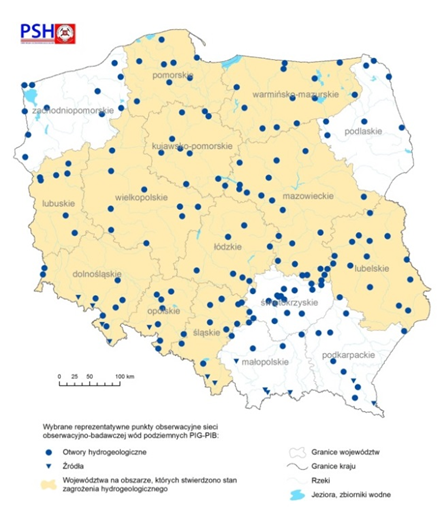 PSH
pomorskie
warmińsko-mazurskie
zachodniopomorskie
podlaskie
kujawsko-pomorskie
mazowieckie
wielkopolskie
lubuskie
łódzkie
lubelskie
dolnośląskie
świętokrzyskie
opolskie
śląskie
podkarpackie
małopolskie
0 25 50 100 km
Wybrane reprezentatywne punkty obserwacyjne sieci
obserwacyjno-badawczej wód podziemnych PIG-PIB:
Otwory hydrogeologiczne
Źródła
Województwa na obszarze, których stwierdzono stan
zagrożenia hydrogeologicznego
Granice województw
Granice kraju
Rzeki
Jeziora, zbiorniki wodne